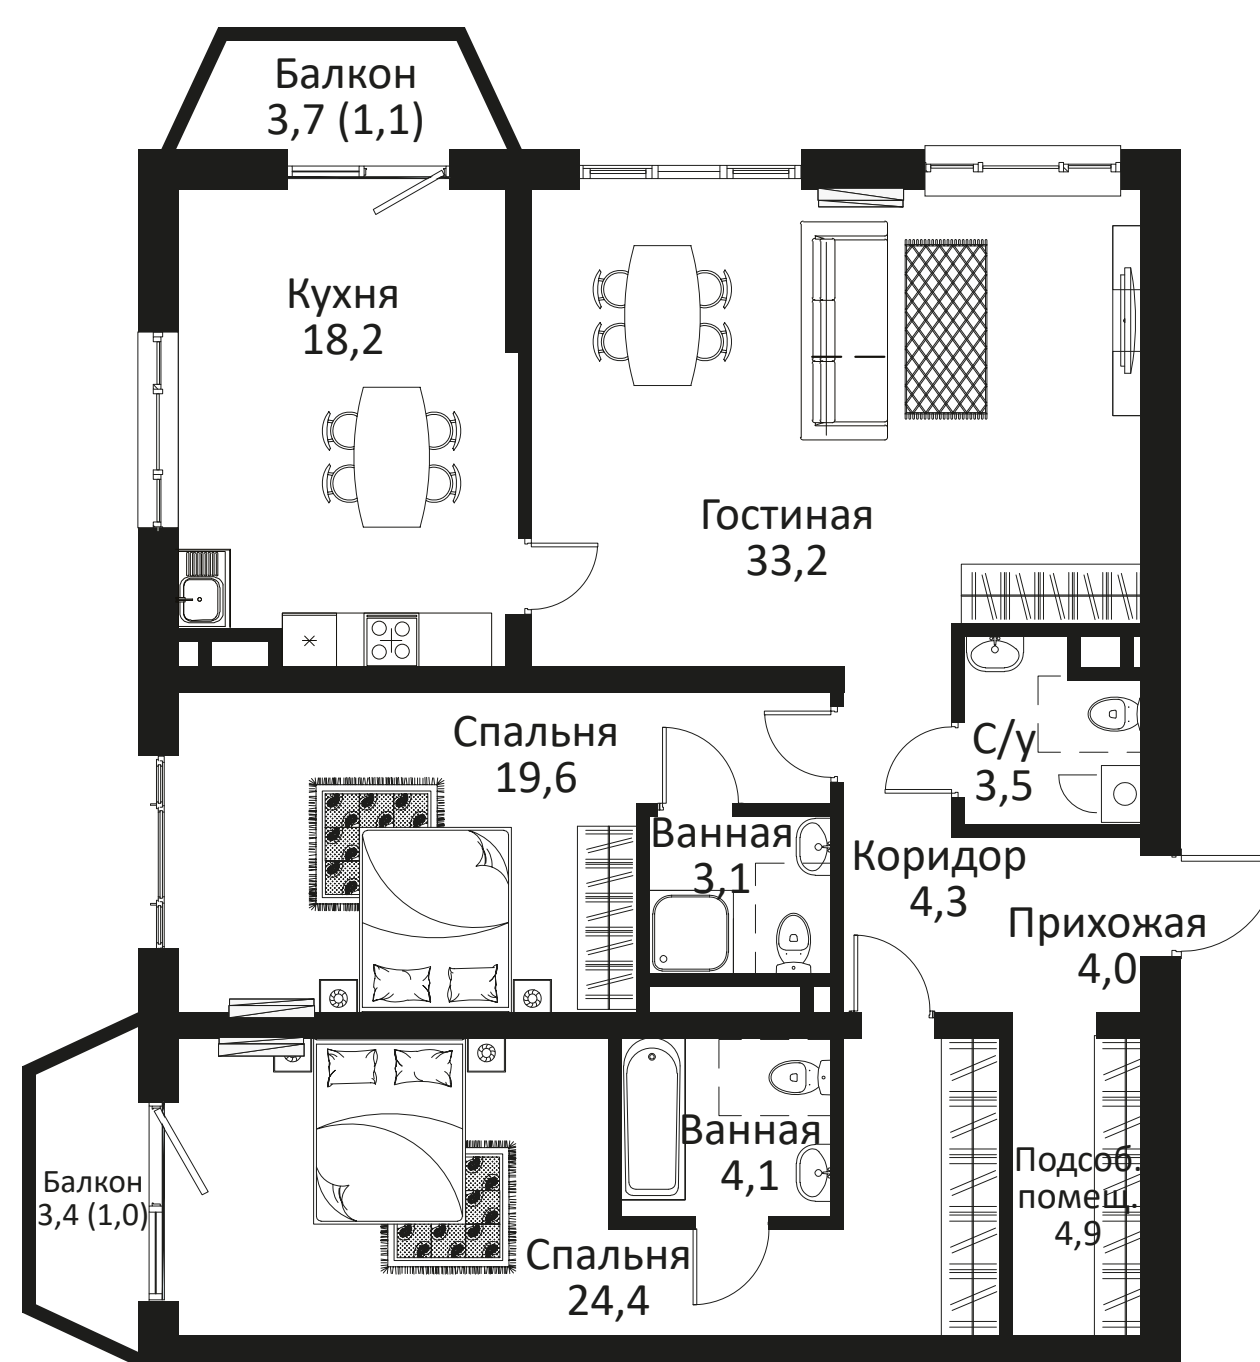 Балкон
3,7 (1,1)
Кухня
18,2
Гостиная
33,2
Спальня
19,6
С/у
3,5
Ванная
3,1
Коридор
4,3
Прихожая
4,0
Ванная
4,1
Подсоб.
помещ.
4,9
Балкон
3,4 (1,0)
Спальня
24,4